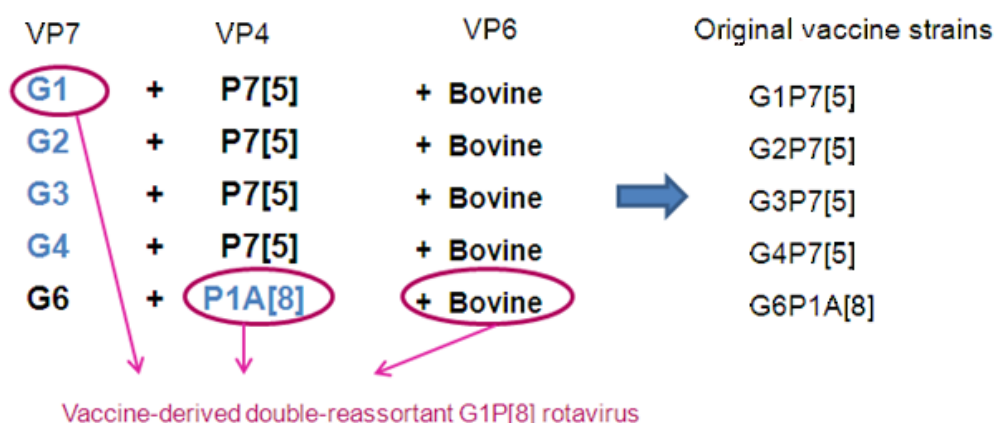 VP7 VP4 VP6 Original vaccine strains
G1 + P7[5] + Bovine G1P7[5]
G2 + P7[5] + Bovine G2P7[5]
G3 + P7[5] + Bovine G3P7[5]
G4 + P7[5] + Bovine G4P7[5]
G6 + P1A[8] + Bovine G6P1A[8]
Vaccine-derived double-reassortant G1P[8] rotavirus